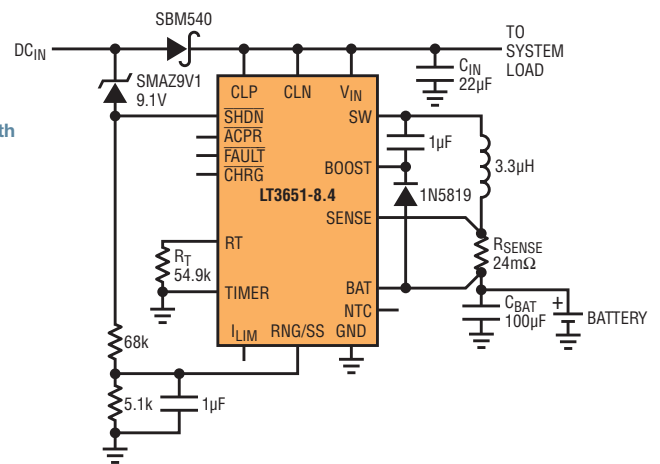 SBM540
DC_IN
TO
SYSTEM
LOAD
SMAZ9V1
9.1V
C_IN
22µF
CLP CLN V_IN
SHDN
SW
ACPR
FAULT
CHRG
1µF
BOOST
3.3µH
th
LT3651-8.4
1N5819
SENSE
RT
R_SENSE
24mΩ
R_T
54.9k
TIMER
BAT
NTC
C_BAT
100µF
+
BATTERY
I_LIM RNG/SS GND
68k
5.1k
1µF